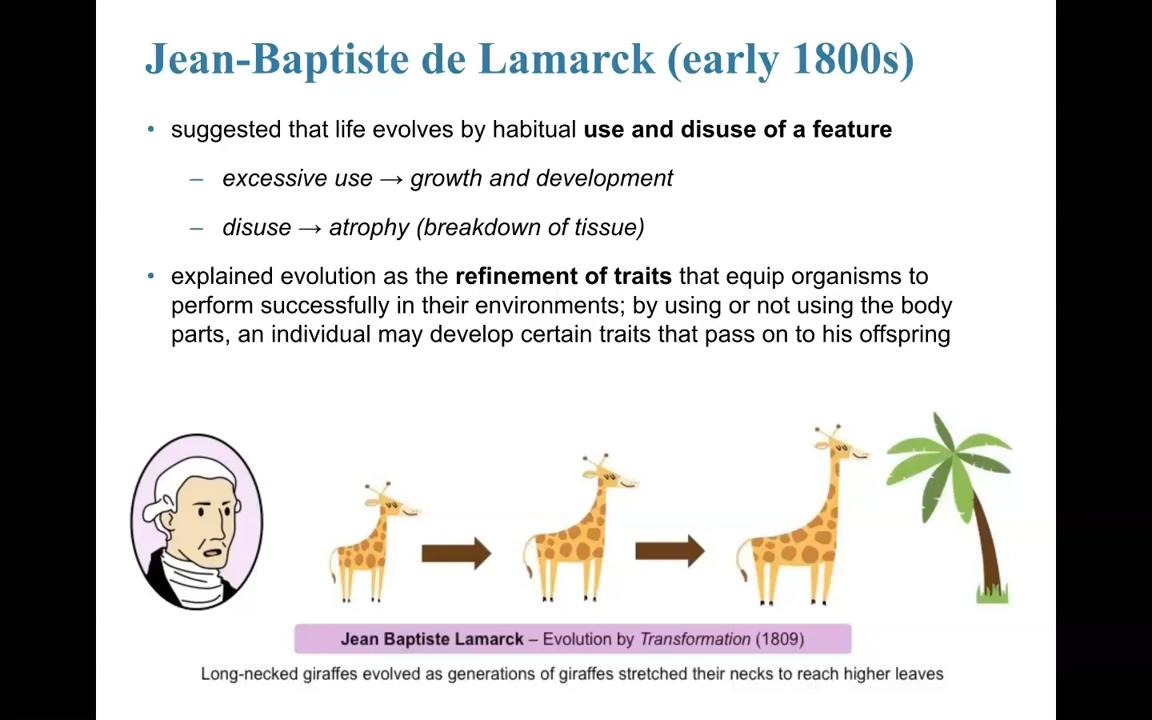 Jean-Baptiste de Lamarck (early 1800s)
• suggested that life evolves by habitual use and disuse of a feature
– excessive use → growth and development
– disuse → atrophy (breakdown of tissue)
• explained evolution as the refinement of traits that equip organisms to
perform successfully in their environments; by using or not using the body
parts, an individual may develop certain traits that pass on to his offspring
Jean Baptiste Lamarck – Evolution by Transformation (1809)
Long-necked giraffes evolved as generations of giraffes stretched their necks to reach higher leaves